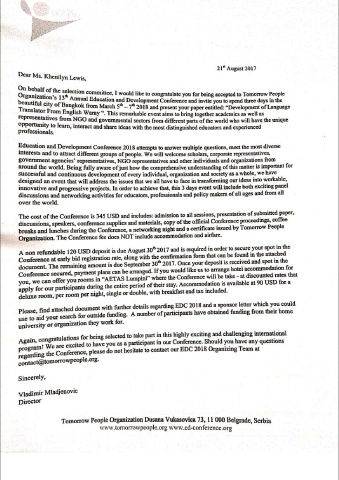 21st August 2017
Dear Ms. Khenilyn Lewis,
On behalf of the selection committee, I would like to congratulate you for being accepted to Tomorrow People
Organization's 13th Annual Education and Development Conference and invite you to spend three days in the
beautiful city of Bangkok from March 5th – 7th 2018 and present your paper entitled: "Development of Language
Translator From English Waray ". This remarkable event aims to bring together academics as well as
representatives from NGO and governmental sectors from different parts of the world who will have the unique
opportunity to learn, interact and share ideas with the most distinguished educators and experienced
professionals.
Education and Development Conference 2018 attempts to answer multiple questions, meet the most diverse
interests and to attract different groups of people. We will welcome scholars, corporate representatives,
government agencies' representatives, NGO representatives and other individuals and organizations from
around the world. Being fully aware of just how the comprehensive understanding of this matter is important for
successful and continuous development of every individual, organization and society as a whole, we have
designed an event that will address the issues that we all have to face in transforming our ideas into workable,
innovative and progressive projects. In order to achieve that, this 3 days event will include both exciting panel
discussions and networking activities for educators, professionals and policy makers of all ages and from all
over the world.
The cost of the Conference is 345 USD and includes: admission to all sessions, presentation of submitted paper,
discussions, speakers, conference supplies and materials, copy of the official Conference proceedings, coffee
breaks and lunches during the Conference, a networking night and a certificate issued by Tomorrow People
Organization. The Conference fee does NOT include accommodation and airfare.
A non refundable 120 USD deposit is due August 30th 2017 and is required in order to secure your spot in the
Conference at early bid registration rate, along with the confirmation form that can be found in the attached
document. The remaining amount is due September 30th 2017. Once your deposit is received and spot in the
Conference secured, payment plans can be arranged. If you would like us to arrange hotel accommodation for
you, we can offer you rooms in "AETAS Lumpini" where the Conference will be take - at discounted rates that
apply for our participants during the entire period of their stay. Accommodation is available at 90 USD for a
deluxe room, per room per night, single or double, with breakfast and tax included.
Please, find attached document with further details regarding EDC 2018 and a sponsor letter which you could
use to aid your search for outside funding. A number of participants have obtained funding from their home
university or organization they work for.
Again, congratulations for being selected to take part in this highly exciting and challenging international
program! We are excited to have you as a participant in our Conference. Should you have any questions
regarding the Conference, please do not hesitate to contact our EDC 2018 Organizing Team at
contact@tomorrowpeople.org.
Sincerely,
Vladimir Mladjenovic
Director
Tomorrow People Organization Dusana Vukasovica 73, 11 000 Belgrade, Serbia
www.tomorrowpeople.org www.ed-conference.org